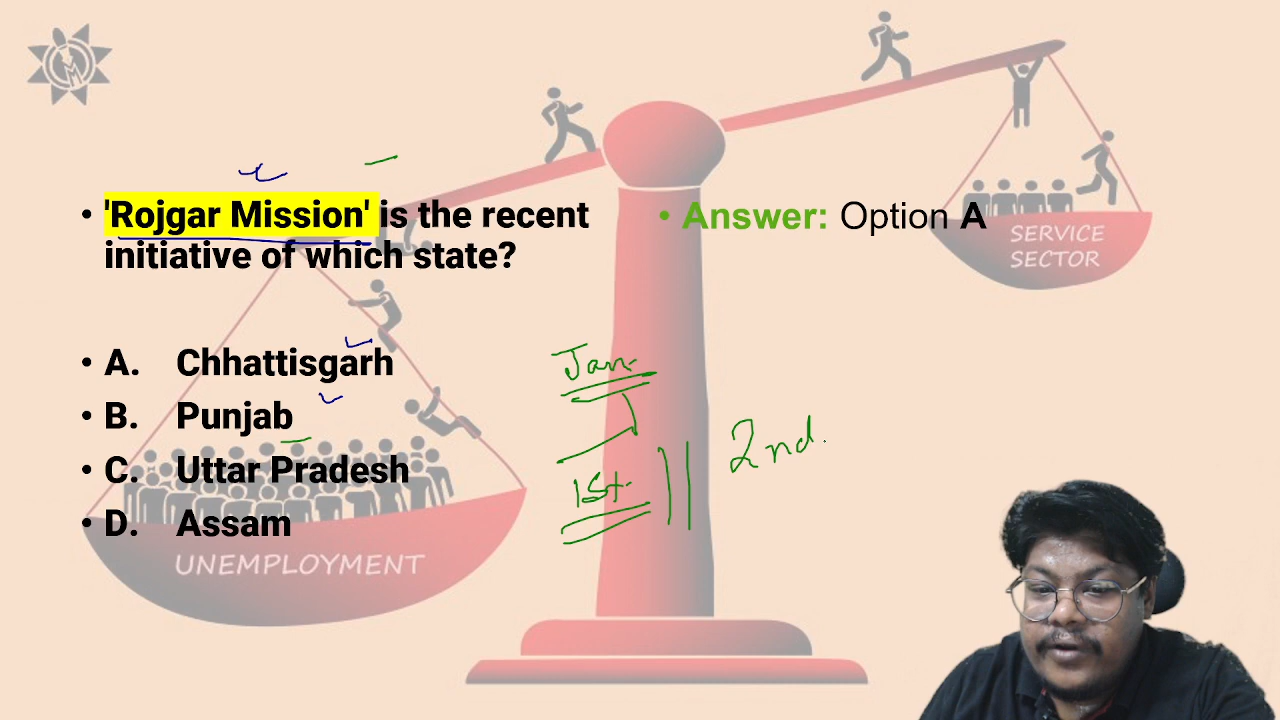 • 'Rojgar Mission' is the recent
initiative of which state?
• A. Chhattisgarh
• B. Punjab
• C. Uttar Pradesh
• D. Assam
UNEMPLOYMENT
• Answer: Option A
SERVICE
SECTOR
Jan.
1st.
2nd.